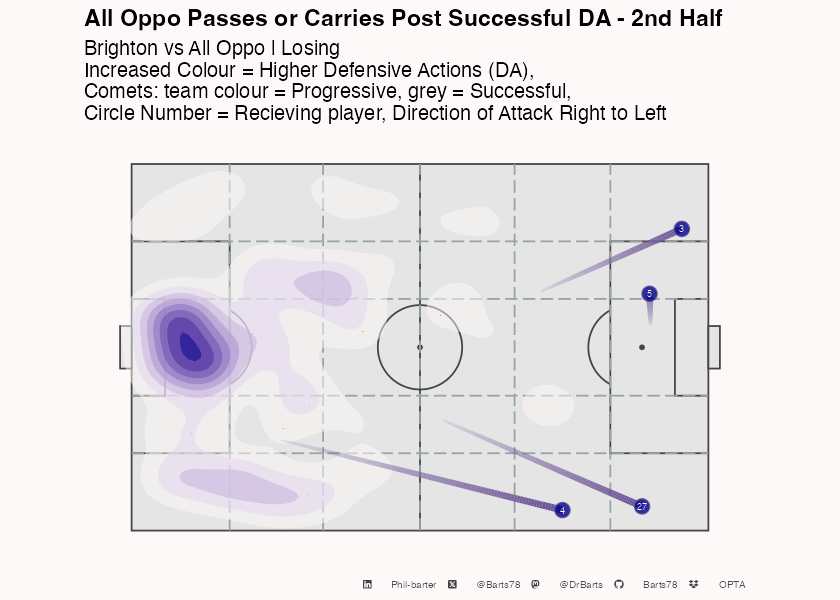 All Oppo Passes or Carries Post Successful DA - 2nd Half
Brighton vs All Oppo | Losing
Increased Colour = Higher Defensive Actions (DA),
Comets: team colour = Progressive, grey = Successful,
Circle Number = Recieving player, Direction of Attack Right to Left
3
5
27
4
Phil-barter @Barts78 @DrBarts Barts78 OPTA